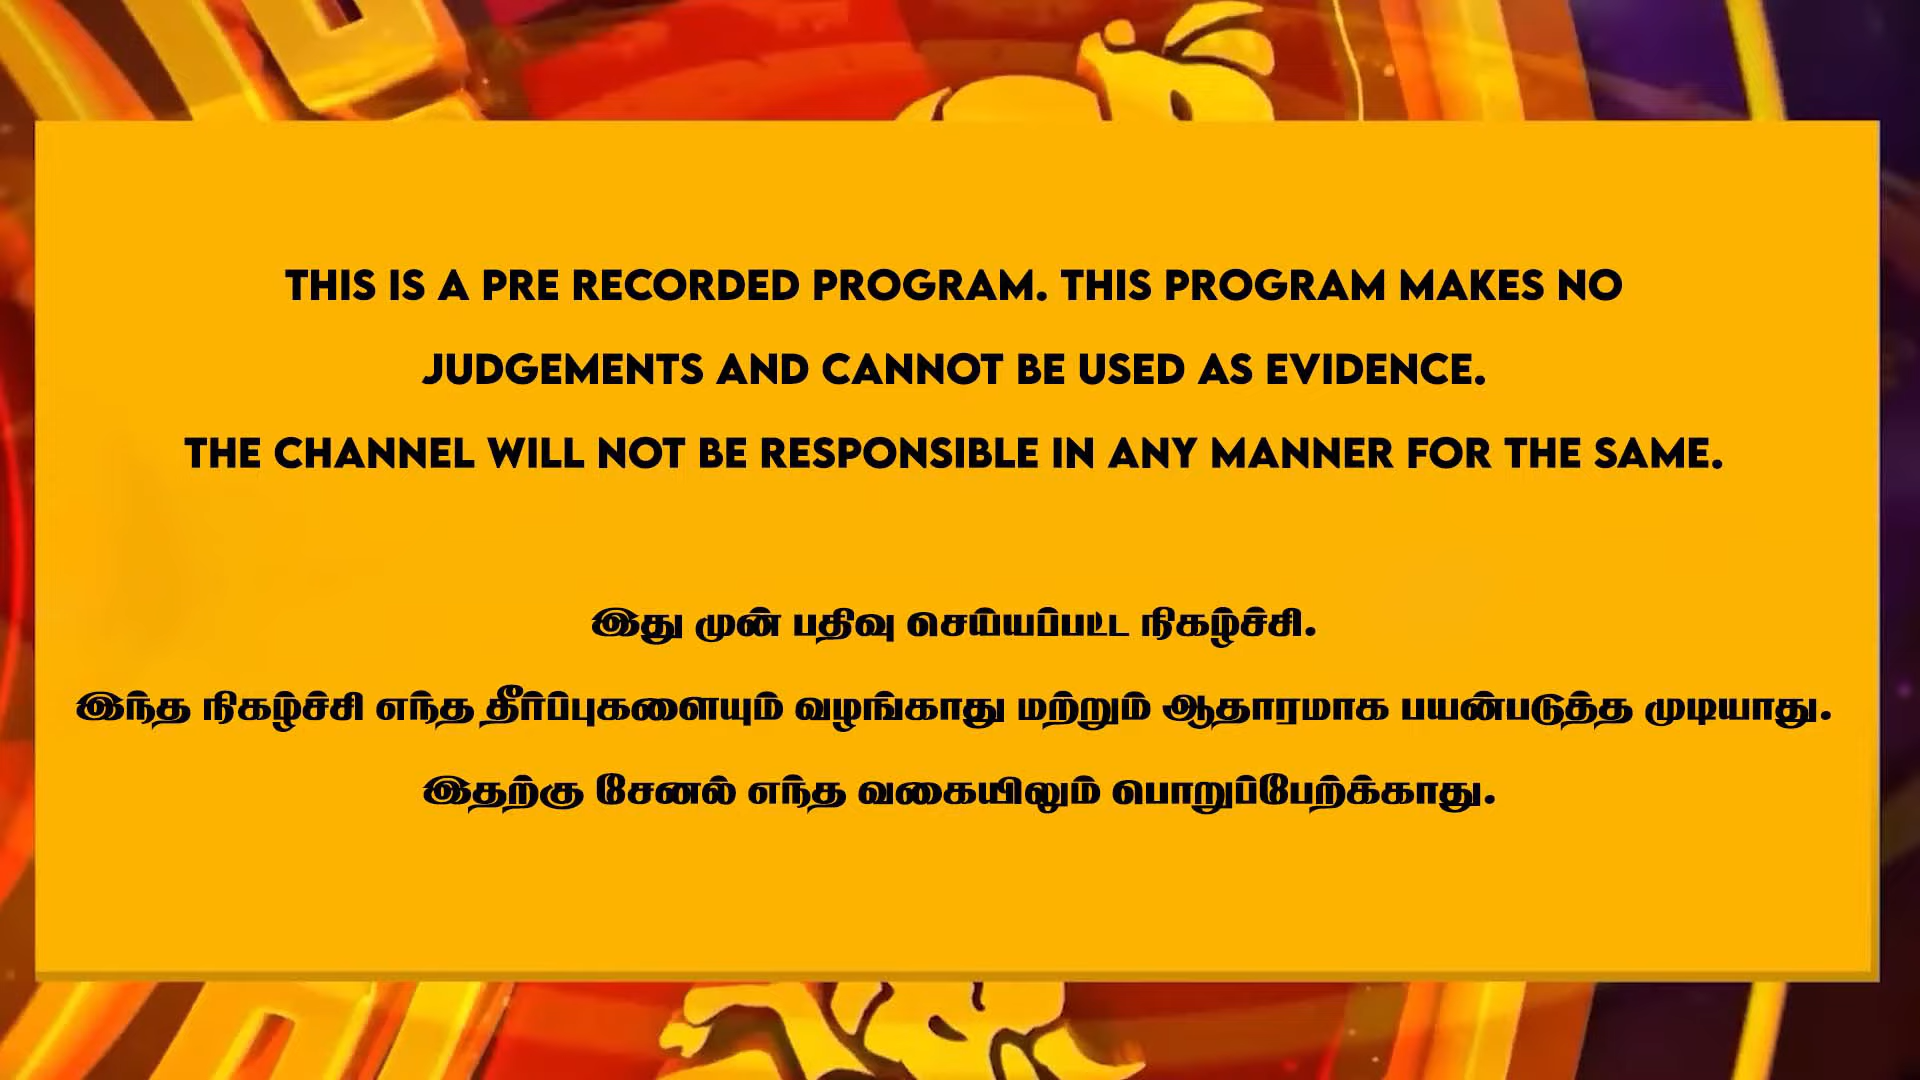 THIS IS A PRE RECORDED PROGRAM. THIS PROGRAM MAKES NO
JUDGEMENTS AND CANNOT BE USED AS EVIDENCE.
THE CHANNEL WILL NOT BE RESPONSIBLE IN ANY MANNER FOR THE SAME.
இது முன் பதிவு செய்யப்பட்ட நிகழ்ச்சி.
இந்த நிகழ்ச்சி எந்த தீர்ப்புகளையும் வழங்காது மற்றும் ஆதாரமாக பயன்படுத்த முடியாது.
இதற்கு சேனல் எந்த வகையிலும் பொறுப்பேற்க்காது.